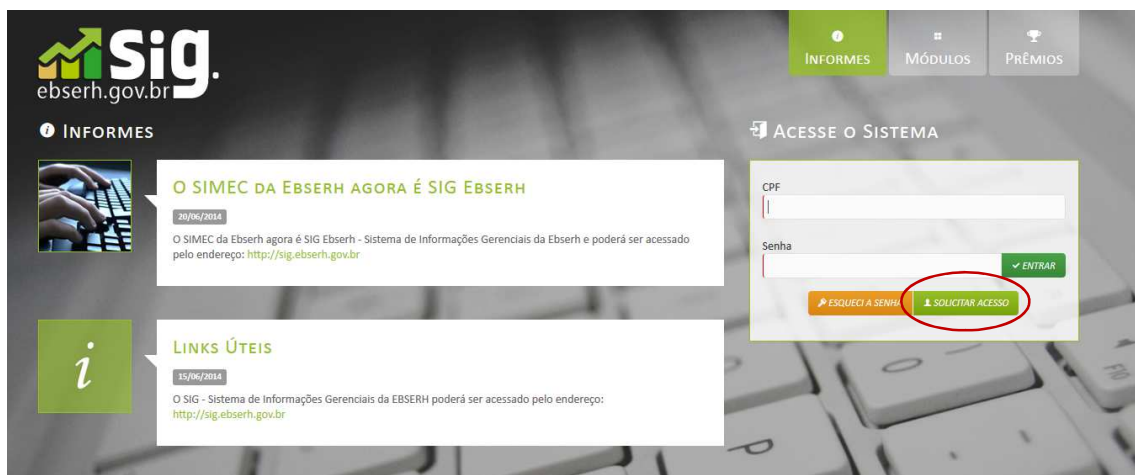 Sig.
ebserh.gov.br
INFORMES
MÓDULOS
PRÊMIOS
INFORMES
O SIMEC DA EBSERH AGORA É SIG EBSERH
20/06/2014
O SIMEC da Ebserh agora é SIG Ebserh - Sistema de Informações Gerenciais da Ebserh e poderá ser acessado
pelo endereço: http://sig.ebserh.gov.br
LINKS ÚTEIS
15/06/2014
O SIG - Sistema de Informações Gerenciais da EBSERH poderá ser acessado pelo endereço:
http://sig.ebserh.gov.br
ACESSE O SISTEMA
CPF
Senha
ENTRAR
ESQUECI A SENHA
SOLICITAR ACESSO
F10
P